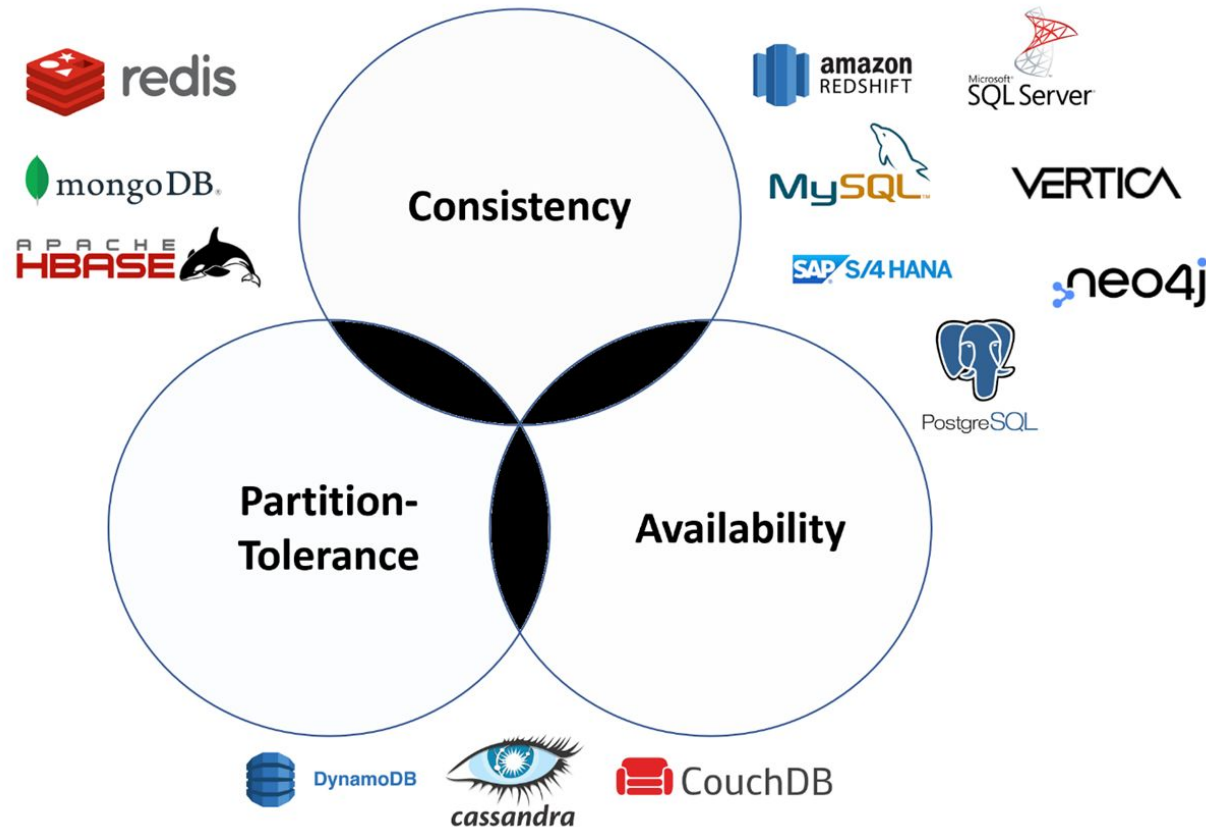 redis
mongoDB®
APACHE
HBASE
amazon
REDSHIFT
Microsoft®
SQL Server
MySQL™
VERTICA
SAP® S/4 HANA
neo4j
PostgreSQL
Consistency
Partition-
Tolerance
Availability
DynamoDB
cassandra
CouchDB